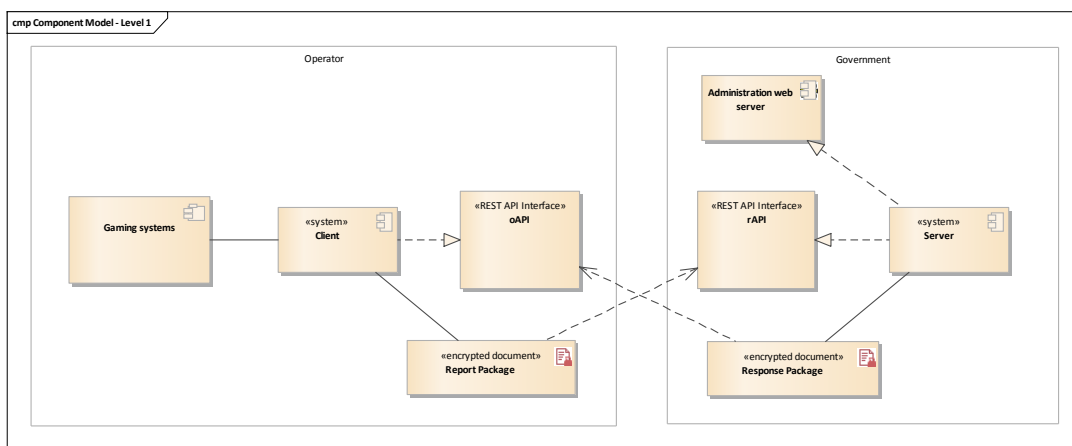 cmp Component Model - Level 1
Operator
Government
Administration web
server
Gaming systems
«system»
Client
«REST API Interface»
oAPI
«REST API Interface»
rAPI
«system»
Server
«encrypted document»
Report Package
«encrypted document»
Response Package